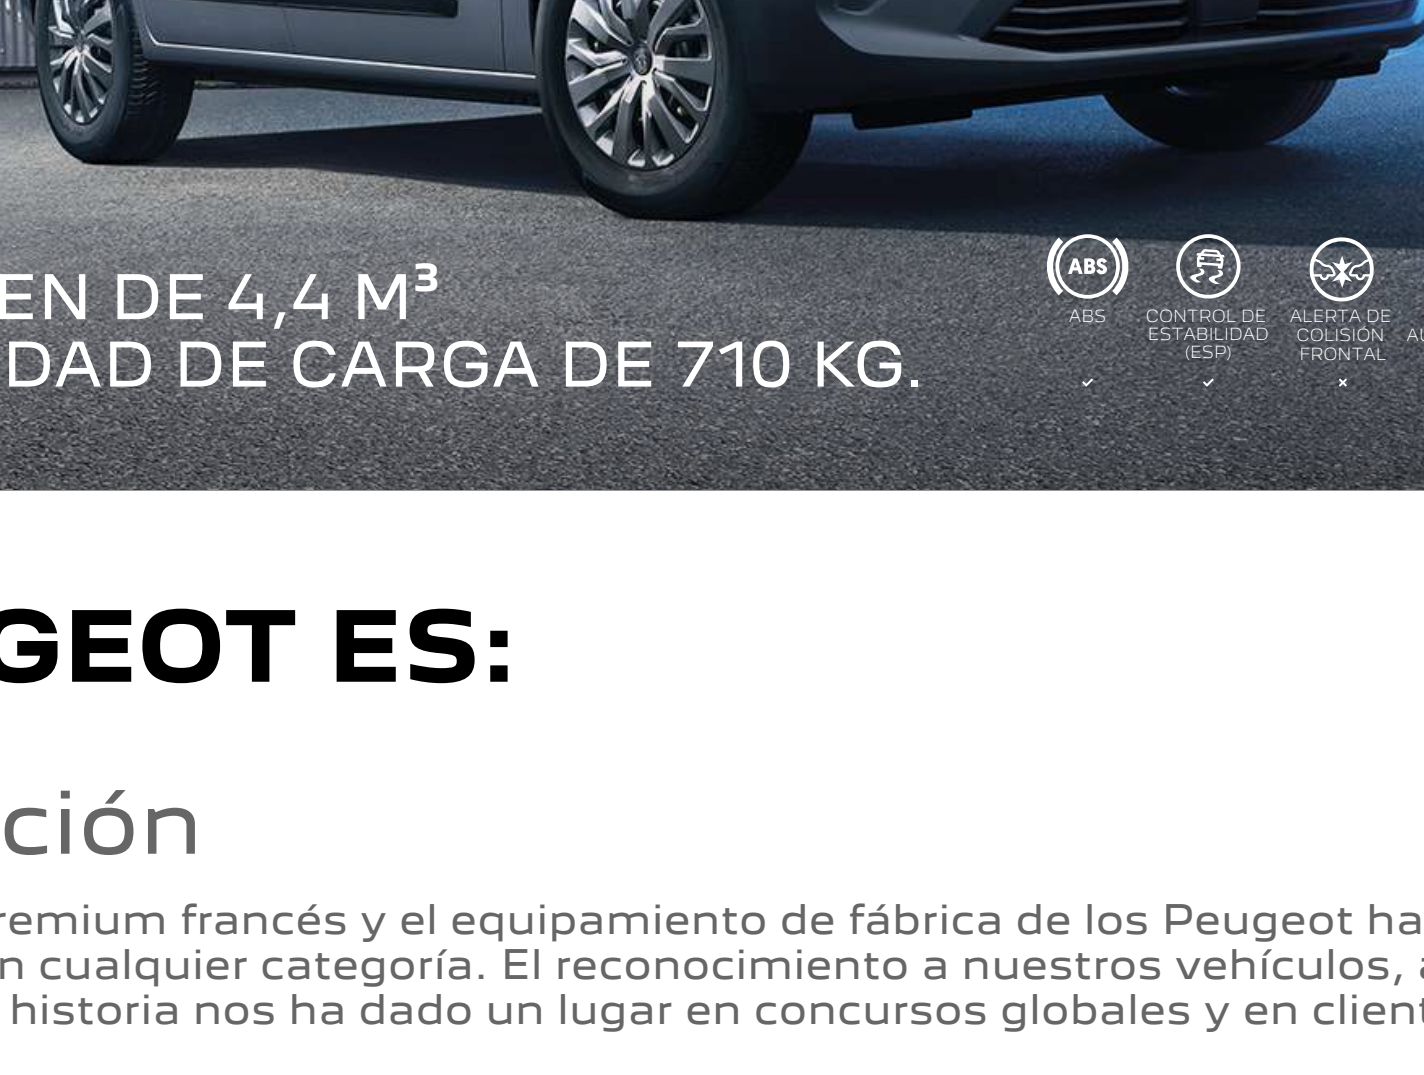 EN DE 4,4 M³
DAD DE CARGA DE 710 KG.
ABS
ABS
CONTROL DE
ESTABILIDAD
(ESP)
ALERTA DE
COLISIÓN
FRONTAL
GEOT ES:
ción
remium francés y el equipamiento de fábrica de los Peugeot ha
n cualquier categoría. El reconocimiento a nuestros vehículos, a
historia nos ha dado un lugar en concursos globales y en client